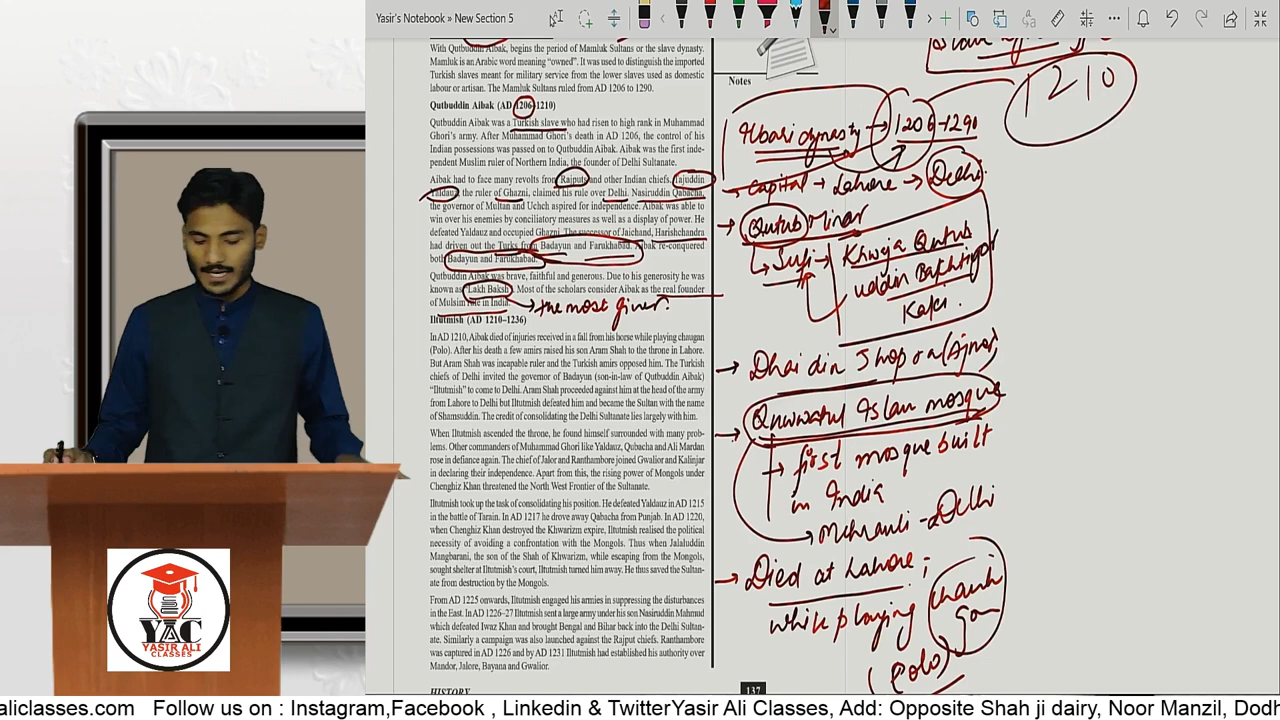 Yasir's Notebook » New Section 5
With Qutbuddin Aibak, begins the period of Mamluk Sultans or the slave dynasty.
Mamluk is an Arabic word meaning "owned". It was used to distinguish the imported
Turkish slaves meant for military service from the lower slaves used as domestic
labour or artisan. The Mamluk Sultans ruled from AD 1206 to 1290.
Qutbuddin Aibak (AD 1206-1210)
Qutbuddin Aibak was a Turkish slave who had risen to high rank in Muhammad
Ghori's army. After Muhammad Ghori's death in AD 1206, the control of his
Indian possessions was passed on to Qutbuddin Aibak. Aibak was the first inde-
pendent Muslim ruler of Northern India, the founder of Delhi Sultanate.
Aibak had to face many revolts from Rajputs and other Indian chiefs. Tajuddin
Yaldauz, the ruler of Ghazni, claimed his rule over Delhi. Nasiruddin Qabacha,
the governor of Multan and Uchch aspired for independence. Aibak was able to
win over his enemies by conciliatory measures as well as a display of power. He
defeated Yaldauz and occupied Ghazni. The successor of Jaichand, Harishchandra
had driven out the Turks from Badayun and Farukhabad. Aibak re-conquered
both Badayun and Farukhabad.
Qutbuddin Aibak was brave, faithful and generous. Due to his generosity he was
known as Lakh Baksh. Most of the scholars consider Aibak as the real founder
of Mulsim rule in India.
the most giver.
Iltutmish (AD 1210-1236)
In AD 1210, Aibak died of injuries received in a fall from his horse while playing chaugan
(Polo). After his death a few amirs raised his son Aram Shah to the throne in Lahore.
But Aram Shah was incapable ruler and the Turkish amirs opposed him. The Turkish
chiefs of Delhi invited the governor of Badayun (son-in-law of Qutbuddin Aibak)
"Iltutmish" to come to Delhi. Aram Shah proceeded against him at the head of the army
from Lahore to Delhi but Iltutmish defeated him and became the Sultan with the name
of Shamsuddin. The credit of consolidating the Delhi Sultanate lies largely with him.
When Iltutmish ascended the throne, he found himself surrounded with many prob-
lems. Other commanders of Muhammad Ghori like Yaldauz, Qubacha and Ali Mardan
rose in defiance again. The chief of Jalor and Ranthambore joined Gwalior and Kalinjar
in declaring their independence. Apart from this, the rising power of Mongols under
Chenghiz Khan threatened the North West Frontier of the Sultanate.
Iltutmish took up the task of consolidating his position. He defeated Yaldauz in AD 1215
in the battle of Tarain. In AD 1217 he drove away Qabacha from Punjab. In AD 1220,
when Chenghiz Khan destroyed the Khwarizm expire, Iltutmish realised the political
necessity of avoiding a confrontation with the Mongols. Thus when Jalaluddin
Mangbarani, the son of the Shah of Khwarizm, while escaping from the Mongols,
sought shelter at Iltutmish's court, Iltutmish turned him away. He thus saved the Sultan-
ate from destruction by the Mongols.
From AD 1225 onwards, Iltutmish engaged his armies in suppressing the disturbances
in the East. In AD 1226-27 Iltutmish sent a large army under his son Nasiruddin Mahmud
which defeated Iwaz Khan and brought Bengal and Bihar back into the Delhi Sultan-
ate. Similarly a campaign was also launched against the Rajput chiefs. Ranthambore
was captured in AD 1226 and by AD 1231 Iltutmish had established his authority over
Mandor, Jalore, Bayana and Gwalior.
HISTORY
137
Notes
1210
Ilbari dynasty → 1206-1290
Capital → Lahore → Delhi.
→ Qutub Minar
Sufi → Khwaja Qutub
uddin Bakhtiyar
Kaki.
→ Dhai din Jhopra (Ajmer)
→ Quwwatul Islam mosque
→ first mosque built
in India
→ Mehrauli - Delhi
→ Died at Lahore;
while playing
Chauh
gan
(Polo)
YAC
YASIR ALI
CLASSES
aliclasses.com Follow us on : Instagram,Facebook , Linkedin & TwitterYasir Ali Classes, Add: Opposite Shah ji dairy, Noor Manzil, Dodh